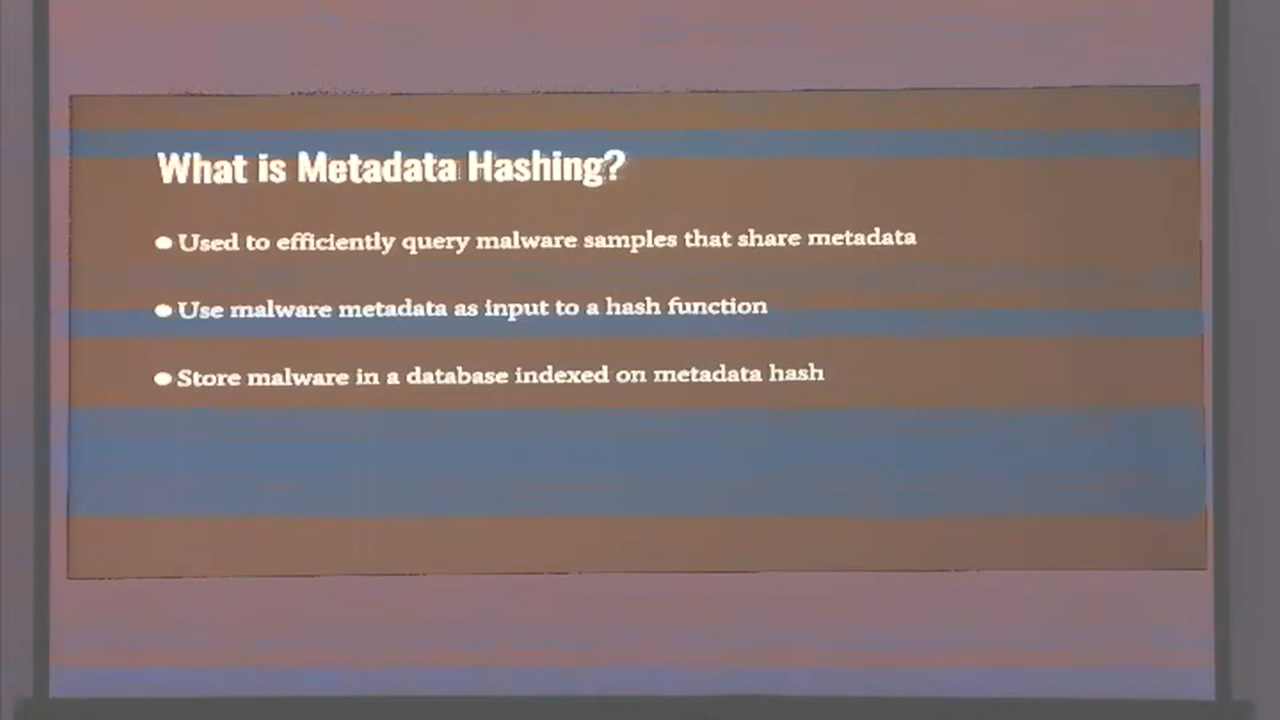 What is Metadata Hashing?
● Used to efficiently query malware samples that share metadata
● Use malware metadata as input to a hash function
● Store malware in a database indexed on metadata hash